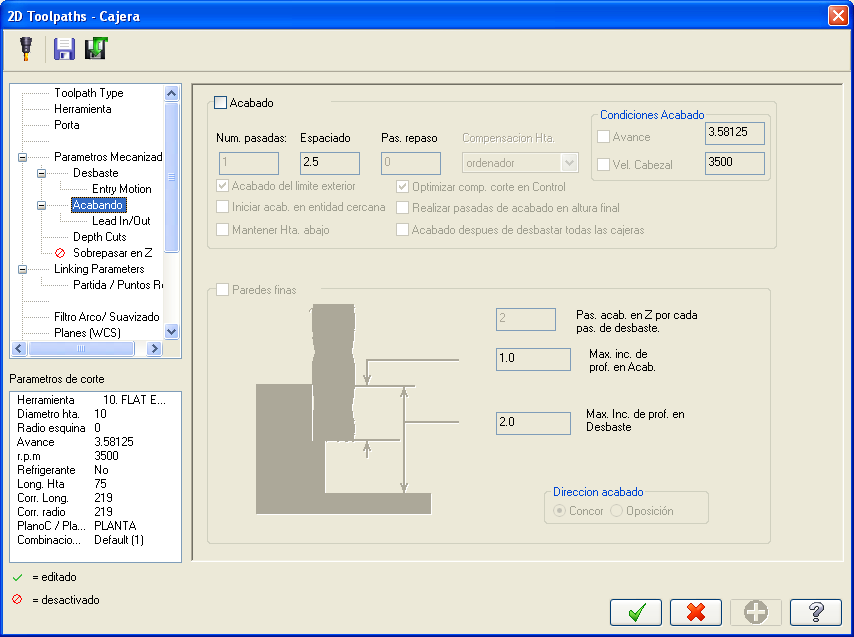 2D Toolpaths - Cajera
Toolpath Type
Herramienta
Porta
Parametros Mecanizad
Desbaste
Entry Motion
Acabando
Lead In/Out
Depth Cuts
Sobrepasar en Z
Linking Parameters
Partida / Puntos R
Filtro Arco/ Suavizado
Planes (WCS)
Parametros de corte
Herramienta 10. FLAT E...
Diametro hta. 10
Radio esquina 0
Avance 3.58125
r.p.m 3500
Refrigerante No
Long. Hta 75
Corr. Long. 219
Corr. radio 219
PlanoC / Pla... PLANTA
Combinacio... Default (1)
= editado
= desactivado
Acabado
Num. pasadas: Espaciado Pas. repaso Compensacion Hta.
1 2.5 0 ordenador
Condiciones Acabado
Avance 3.58125
Vel. Cabezal 3500
Acabado del limite exterior Optimizar comp. corte en Control
Iniciar acab. en entidad cercana Realizar pasadas de acabado en altura final
Mantener Hta. abajo Acabado despues de desbastar todas las cajeras
Paredes finas
2 Pas. acab. en Z por cada
pas. de desbaste.
1.0 Max. inc. de
prof. en Acab.
2.0 Max. Inc. de prof. en
Desbaste
Direccion acabado
Concor Oposición